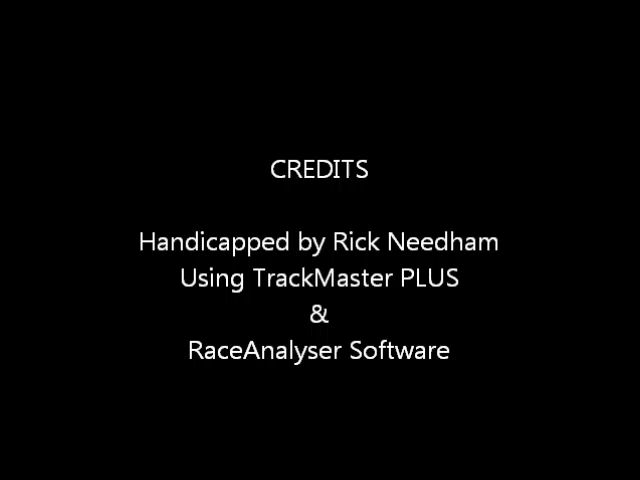 CREDITS
Handicapped by Rick Needham
Using TrackMaster PLUS
&
RaceAnalyser Software